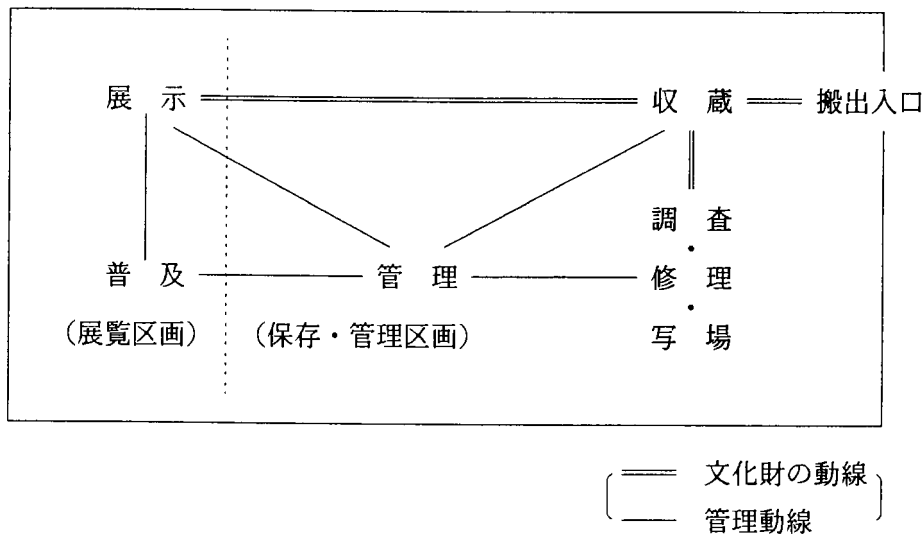 展示
収蔵
搬出入口
調査
・
普及
管理
修理
・
(展覧区画)
(保存・管理区画)
写場
文化財の動線
管理動線